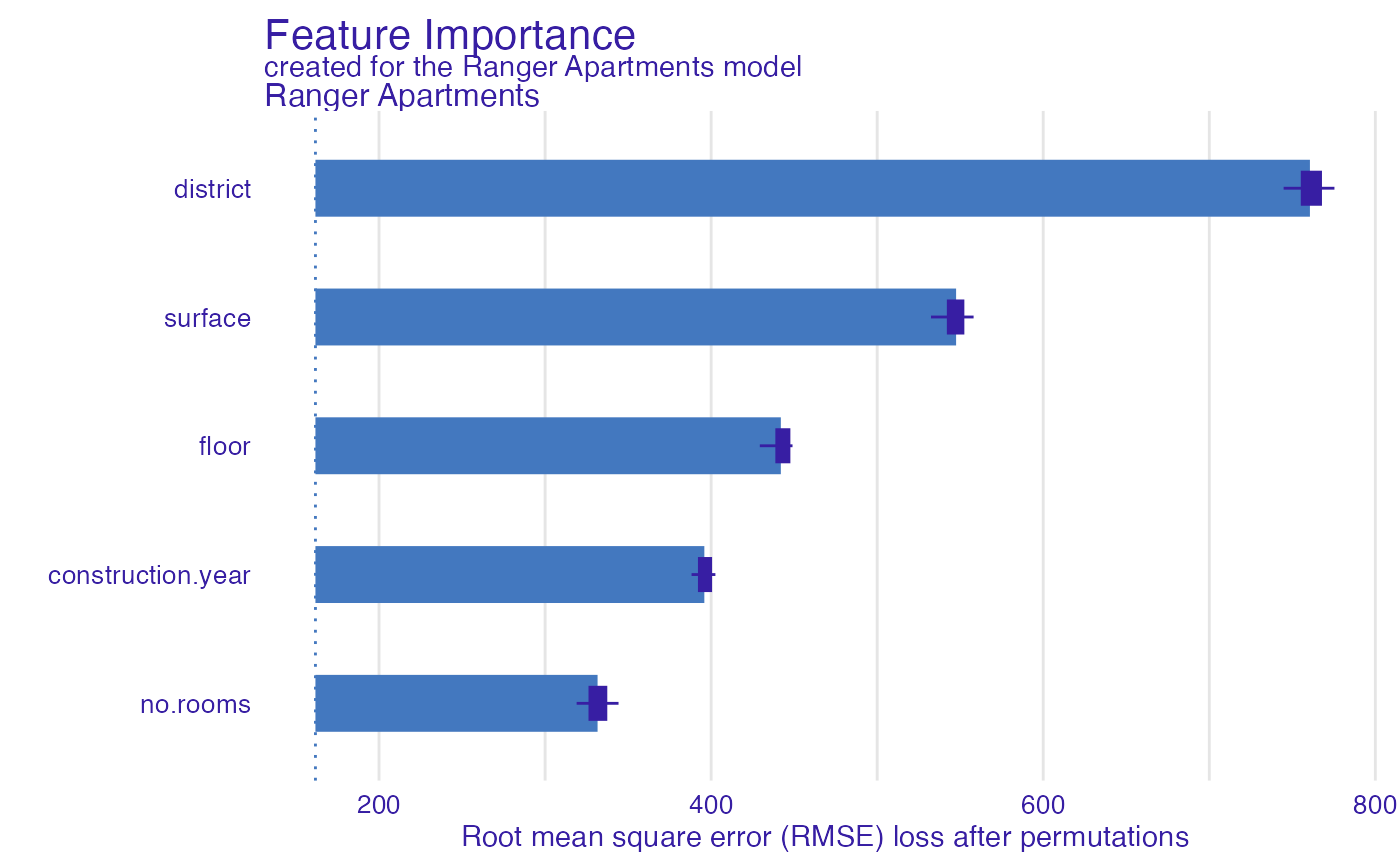 Feature Importance
created for the Ranger Apartments model
Ranger Apartments
district
surface
floor
construction.year
no.rooms
200 400 600 800
Root mean square error (RMSE) loss after permutations